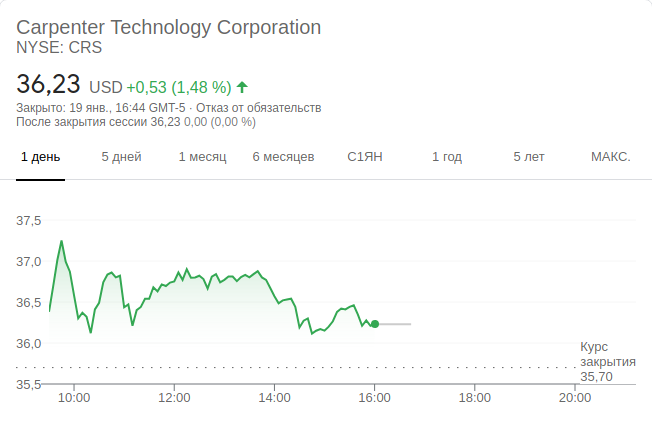 Carpenter Technology Corporation
NYSE: CRS
36,23 USD +0,53 (1,48 %)
Закрыто: 19 янв., 16:44 GMT-5 · Отказ от обязательств
После закрытия сессии 36,23 0,00 (0,00 %)
1 день 5 дней 1 месяц 6 месяцев С1ЯН 1 год 5 лет МАКС.
37,5
37,0
36,5
36,0
Курс
закрытия
35,70
35,5
10:00 12:00 14:00 16:00 18:00 20:00